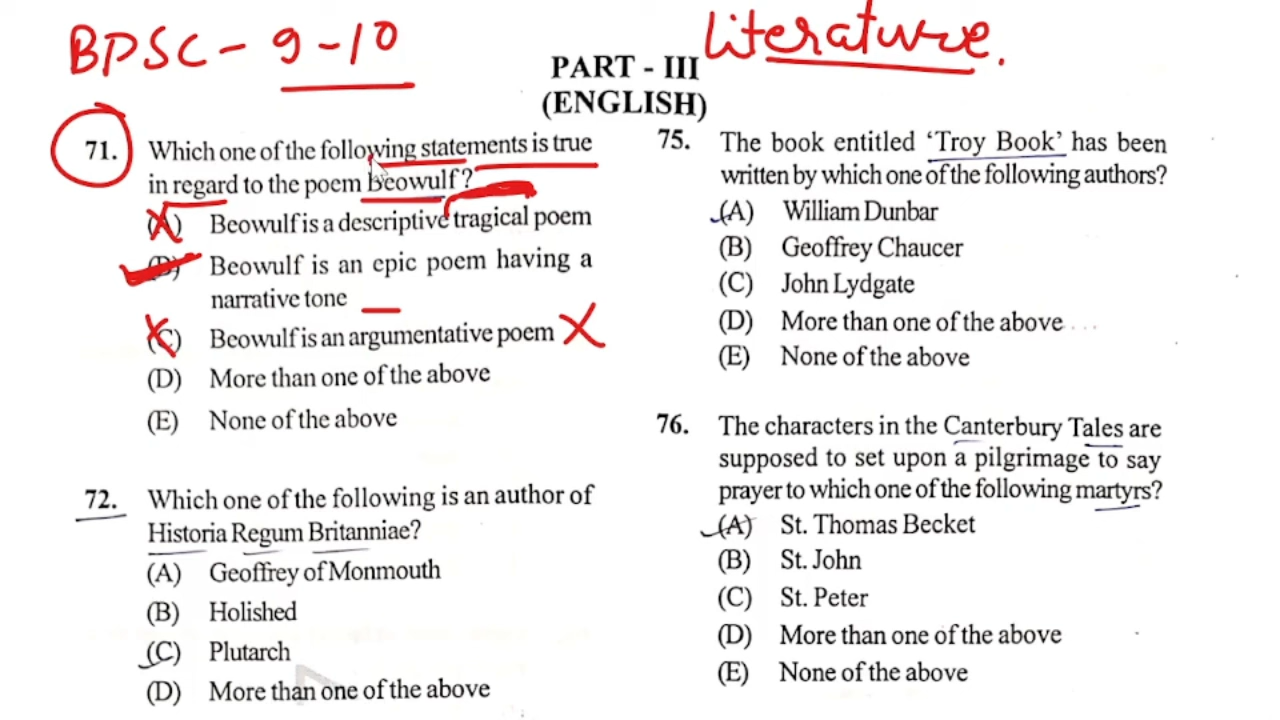 BPSC - 9-10
Literature.
PART - III
(ENGLISH)
71. Which one of the following statements is true
in regard to the poem Beowulf?
(A) Beowulf is a descriptive tragical poem
(B) Beowulf is an epic poem having a
narrative tone
(C) Beowulf is an argumentative poem
(D) More than one of the above
(E) None of the above
72. Which one of the following is an author of
Historia Regum Britanniae?
(A) Geoffrey of Monmouth
(B) Holished
(C) Plutarch
(D) More than one of the above
75. The book entitled ‘Troy Book’ has been
written by which one of the following authors?
(A) William Dunbar
(B) Geoffrey Chaucer
(C) John Lydgate
(D) More than one of the above
(E) None of the above
76. The characters in the Canterbury Tales are
supposed to set upon a pilgrimage to say
prayer to which one of the following martyrs?
(A) St. Thomas Becket
(B) St. John
(C) St. Peter
(D) More than one of the above
(E) None of the above